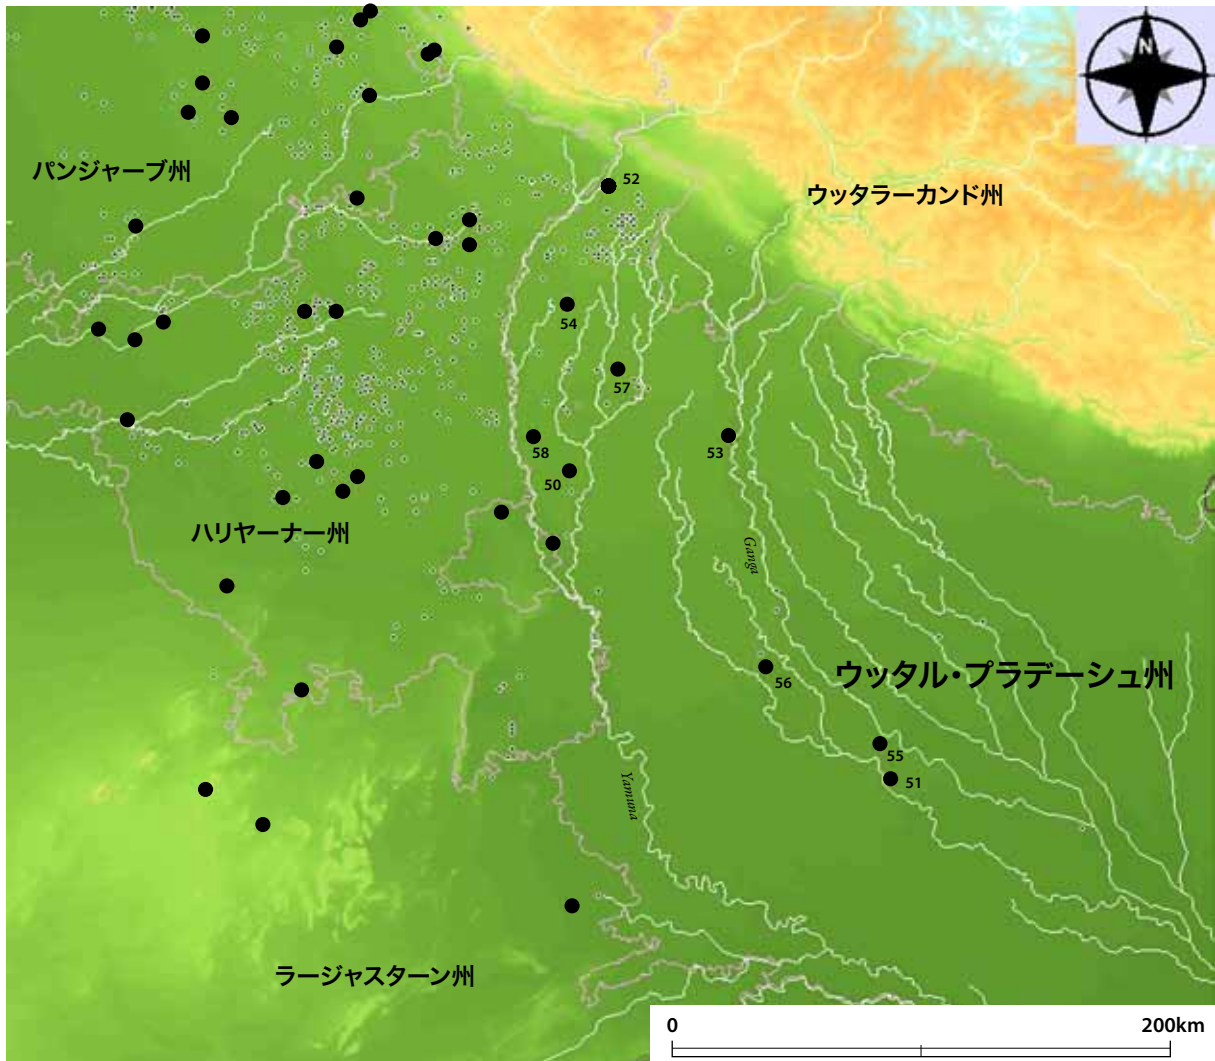 N
パンジャーブ州
52
ウッタラーカンド州
54
57
58
53
50
ハリヤーナー州
Ganga
56
ウッタル・プラデーシュ州
55
51
Yamuna
ラージャスターン州
0 200km